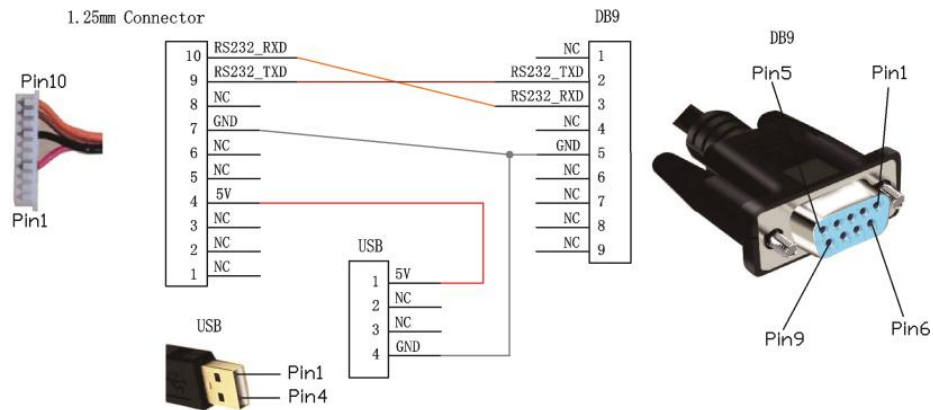 1.25mm Connector
10 RS232_RXD
9 RS232_TXD
8 NC
7 GND
6 NC
5 NC
4 5V
3 NC
2 NC
1 NC
Pin10
Pin1
DB9
NC 1
RS232_TXD 2
RS232_RXD 3
NC 4
GND 5
NC 6
NC 7
NC 8
NC 9
USB
1 5V
2 NC
3 NC
4 GND
USB
Pin1
Pin4
DB9
Pin5
Pin1
Pin9
Pin6